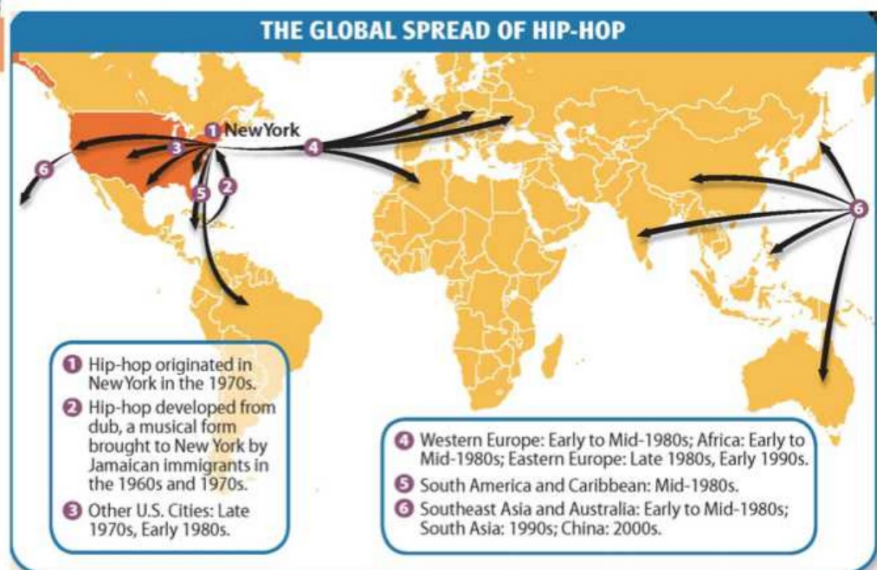 THE GLOBAL SPREAD OF HIP-HOP
1 New York
3
4
6
5
2
6
1 Hip-hop originated in
New York in the 1970s.
2 Hip-hop developed from
dub, a musical form
brought to New York by
Jamaican immigrants in
the 1960s and 1970s.
3 Other U.S. Cities: Late
1970s, Early 1980s.
4 Western Europe: Early to Mid-1980s; Africa: Early to
Mid-1980s; Eastern Europe: Late 1980s, Early 1990s.
5 South America and Caribbean: Mid-1980s.
6 Southeast Asia and Australia: Early to Mid-1980s;
South Asia: 1990s; China: 2000s.